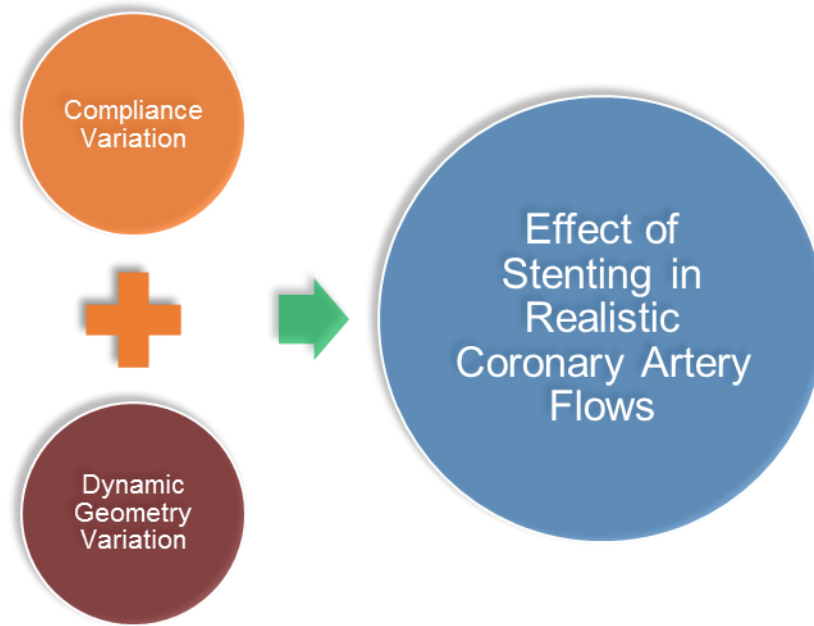 Compliance
Variation
Dynamic
Geometry
Variation
Effect of
Stenting in
Realistic
Coronary Artery
Flows